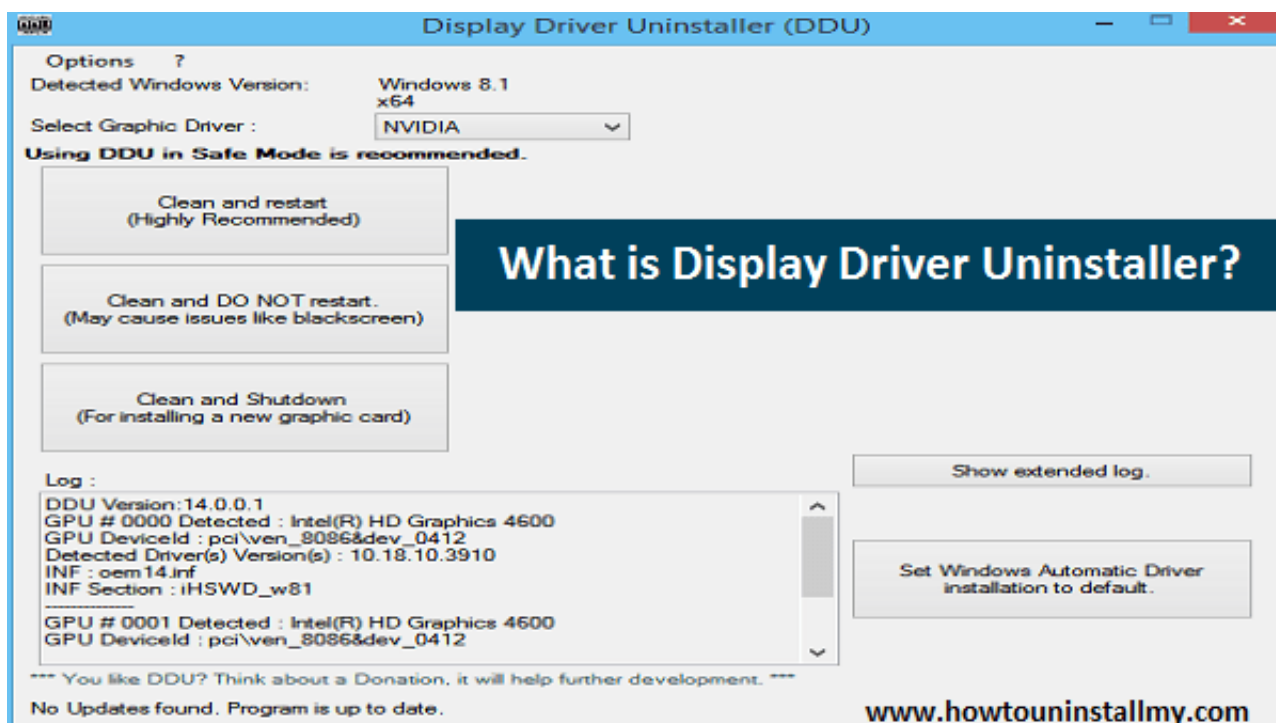 Display Driver Uninstaller (DDU)
Options ?
Detected Windows Version: Windows 8.1
x64
Select Graphic Driver : NVIDIA
Using DDU in Safe Mode is recommended.
Clean and restart
(Highly Recommended)
What is Display Driver Uninstaller?
Clean and DO NOT restart.
(May cause issues like blackscreen)
Clean and Shutdown
(For installing a new graphic card)
Log :
Show extended log.
DDU Version:14.0.0.1
GPU # 0000 Detected : Intel(R) HD Graphics 4600
GPU DeviceId : pci\ven_8086&dev_0412
Detected Driver(s) Version(s) : 10.18.10.3910
INF : oem14.inf
INF Section : iHSWD_w81
--------------
GPU # 0001 Detected : Intel(R) HD Graphics 4600
GPU DeviceId : pci\ven_8086&dev_0412
Set Windows Automatic Driver
installation to default.
*** You like DDU? Think about a Donation, it will help further development. ***
No Updates found. Program is up to date.
www.howtouninstallmy.com